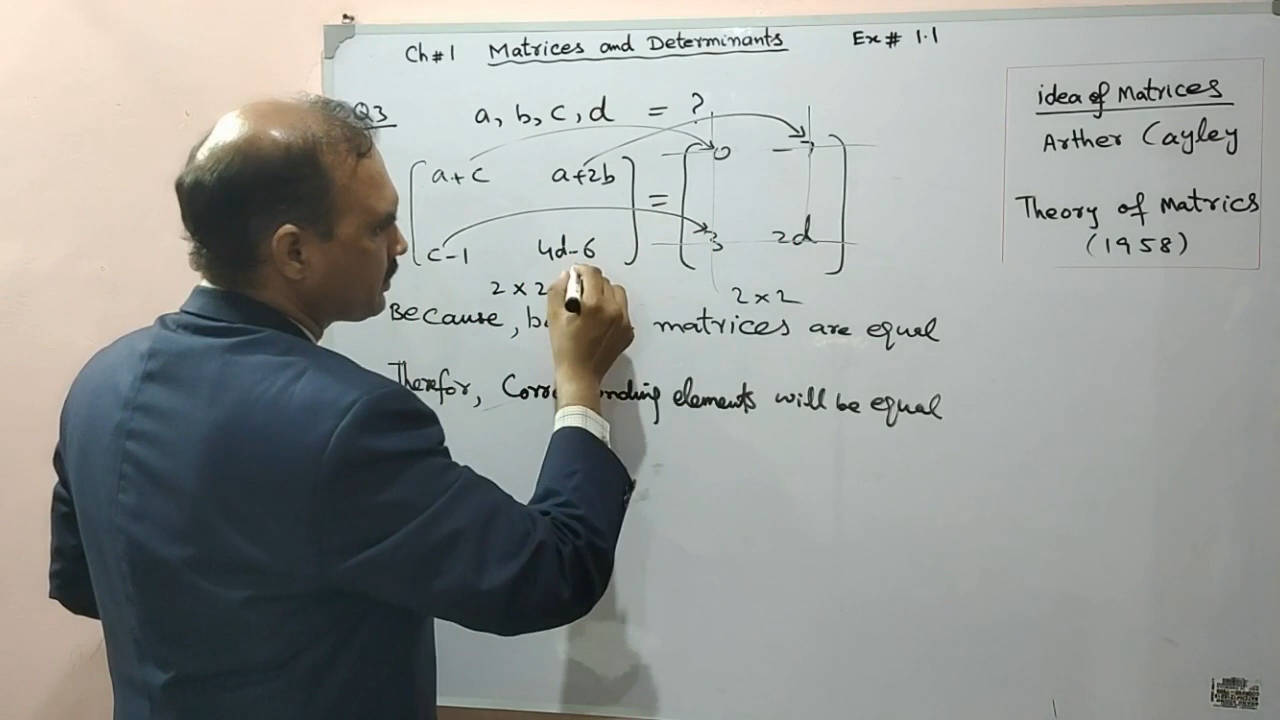 Ch#1 Matrices and Determinants Ex# 1.1
Q3 a, b, c, d = ?
a+c a+2b = 0 -7
c-1 4d-6 3 2d
2×2 2×2
Because, matrices are equal
Therefor, elements will be equal
idea of Matrices
Arther Cayley
Theory of Matrics
(1958)